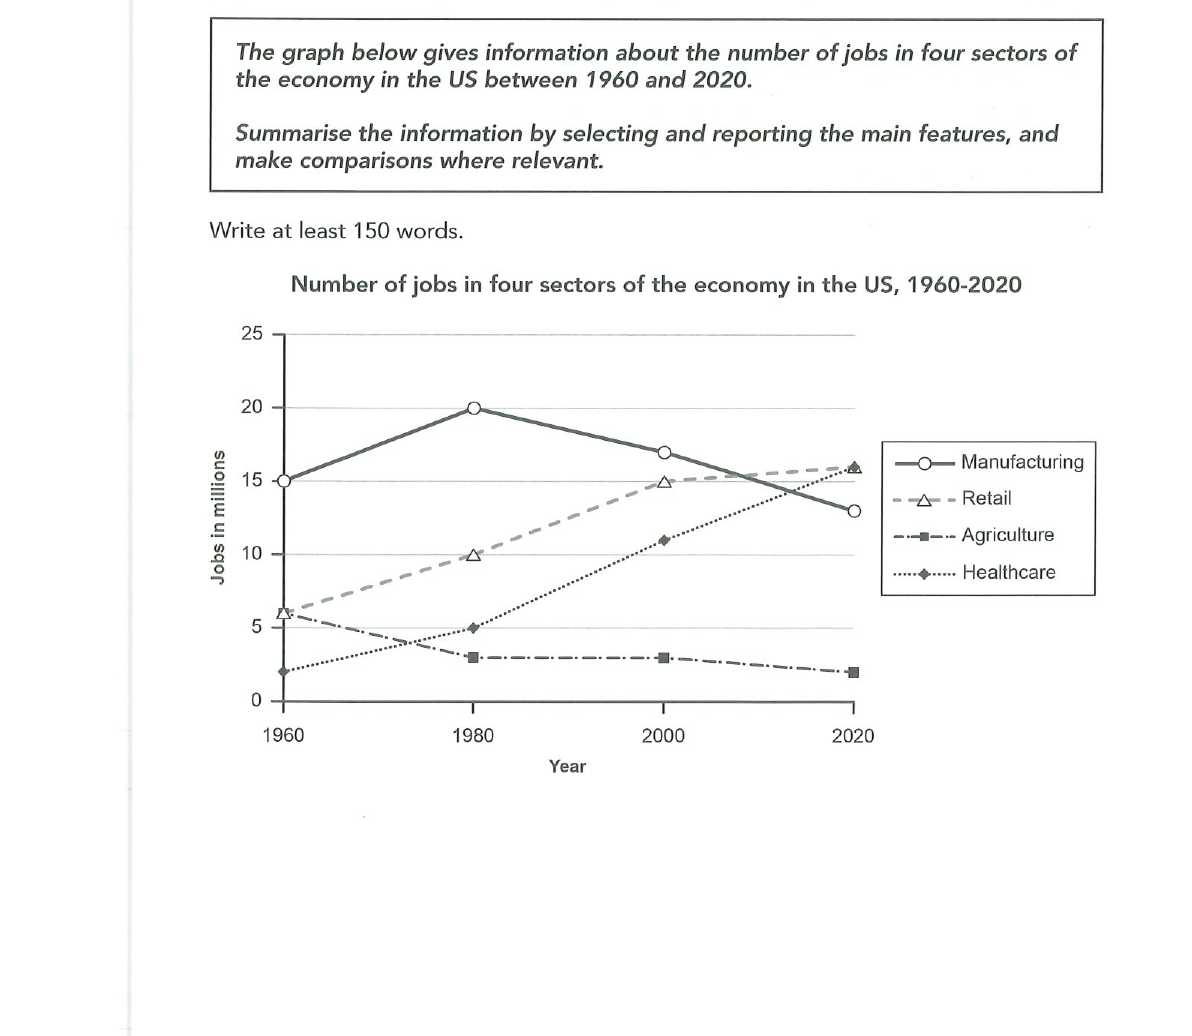 The graph below gives information about the number of jobs in four sectors of
the economy in the US between 1960 and 2020.
Summarise the information by selecting and reporting the main features, and
make comparisons where relevant.
Write at least 150 words.
Number of jobs in four sectors of the economy in the US, 1960-2020
25
20
15
10
5
0
Jobs in millions
1960 1980 2000 2020
Year
Manufacturing
Retail
Agriculture
Healthcare